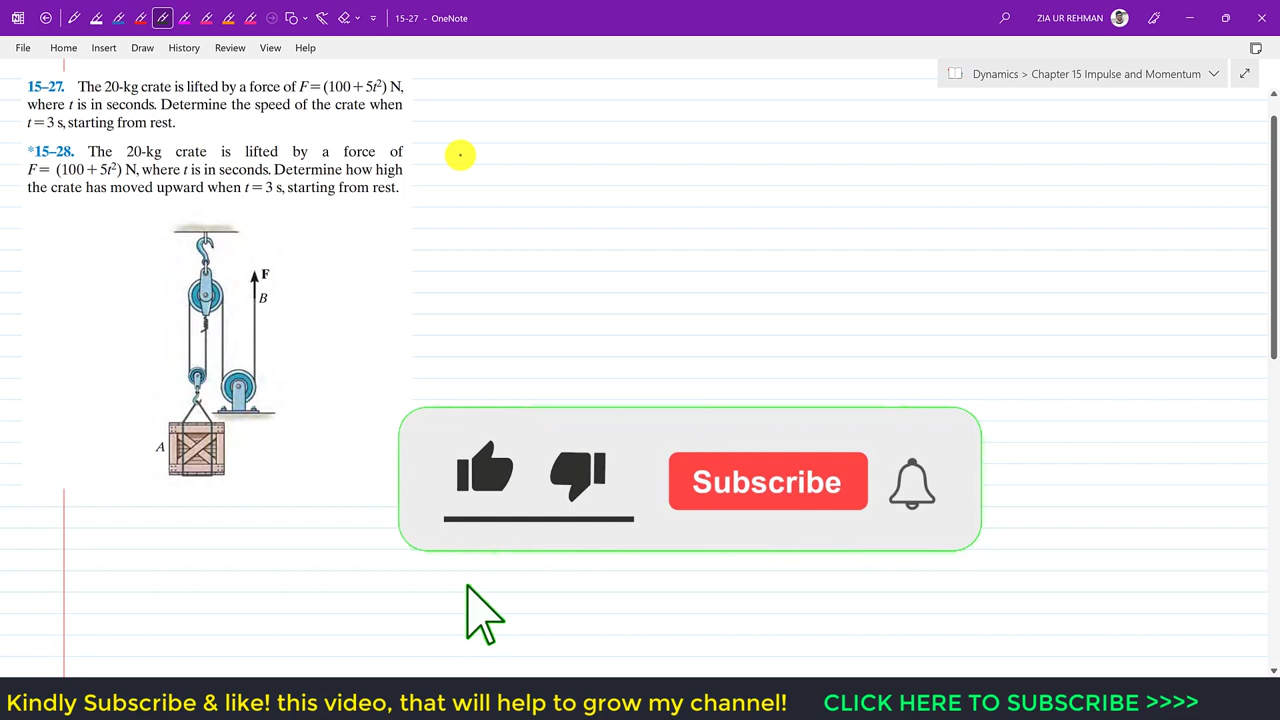 15-27 - OneNote
ZIA UR REHMAN
File Home Insert Draw History Review View Help
Dynamics > Chapter 15 Impulse and Momentum
15–27. The 20-kg crate is lifted by a force of F = (100 + 5t²) N,
where t is in seconds. Determine the speed of the crate when
t = 3 s, starting from rest.
*15–28. The 20-kg crate is lifted by a force of
F = (100 + 5t²) N, where t is in seconds. Determine how high
the crate has moved upward when t = 3 s, starting from rest.
F
B
A
Subscribe
Kindly Subscribe & like! this video, that will help to grow my channel! CLICK HERE TO SUBSCRIBE >>>>